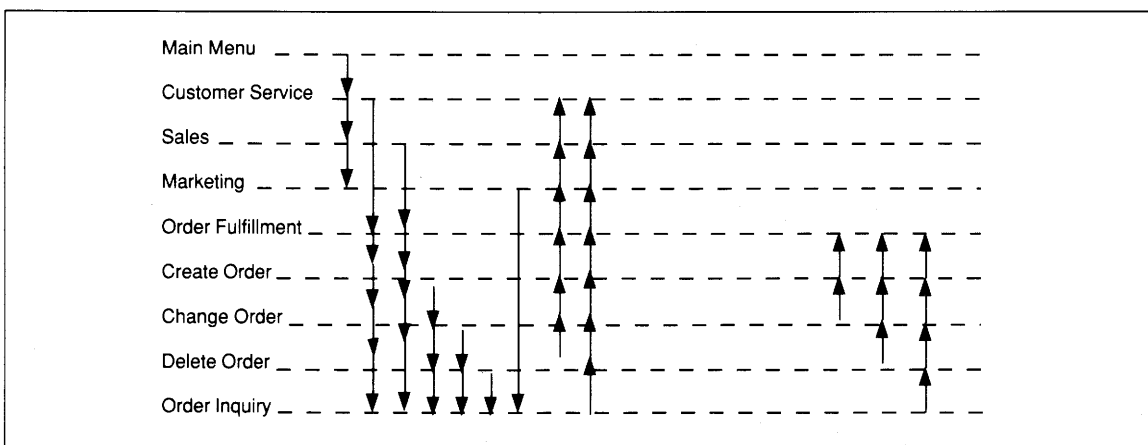 Main Menu
Customer Service
Sales
Marketing
Order Fulfillment
Create Order
Change Order
Delete Order
Order Inquiry